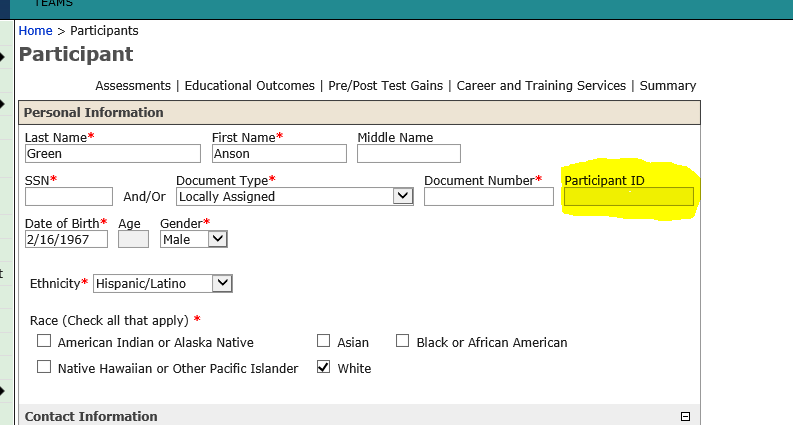 TEAMS
Home > Participants
Participant
Assessments | Educational Outcomes | Pre/Post Test Gains | Career and Training Services | Summary
Personal Information
Last Name* First Name* Middle Name
Green Anson
SSN* Document Type* Document Number* Participant ID
And/Or Locally Assigned
Date of Birth* Age Gender*
2/16/1967 Male
Ethnicity* Hispanic/Latino
Race (Check all that apply) *
American Indian or Alaska Native Asian Black or African American
Native Hawaiian or Other Pacific Islander White
Contact Information